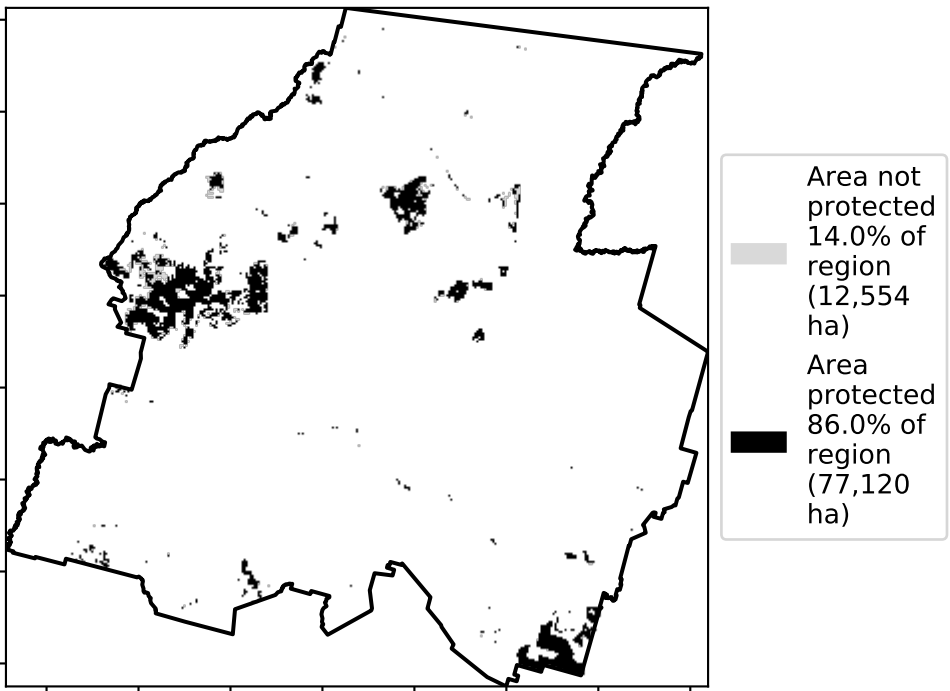 Area not
protected
14.0% of
region
(12,554
ha)
Area
protected
86.0% of
region
(77,120
ha)